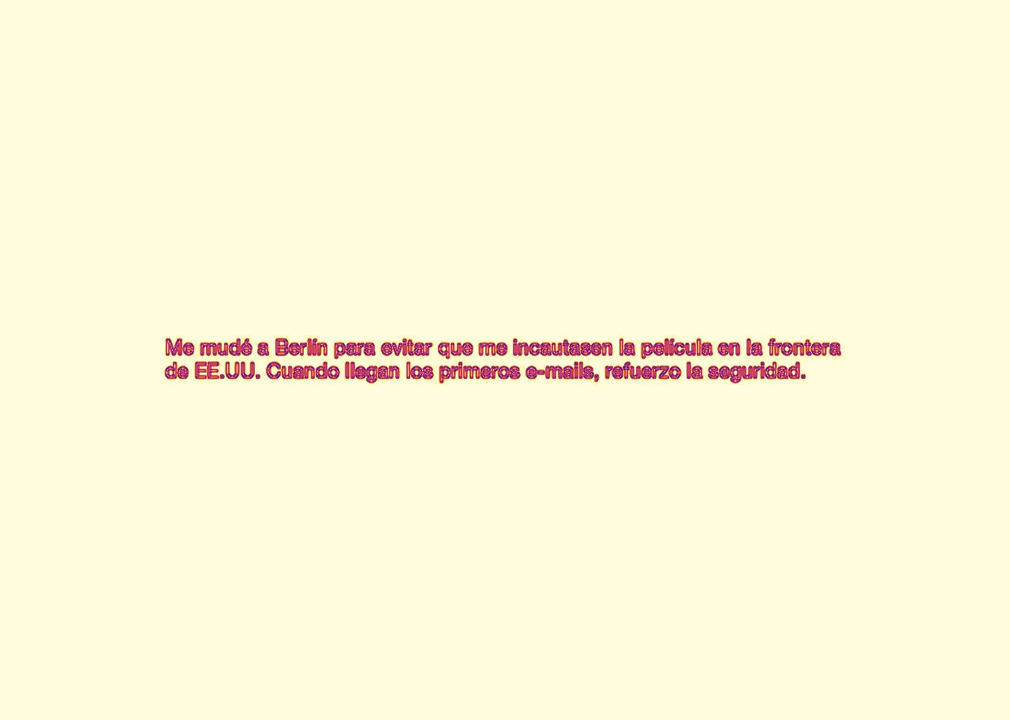 Me mudé a Berlín para evitar que me incautasen la película en la frontera
de EE.UU. Cuando llegan los primeros e-mails, refuerzo la seguridad.